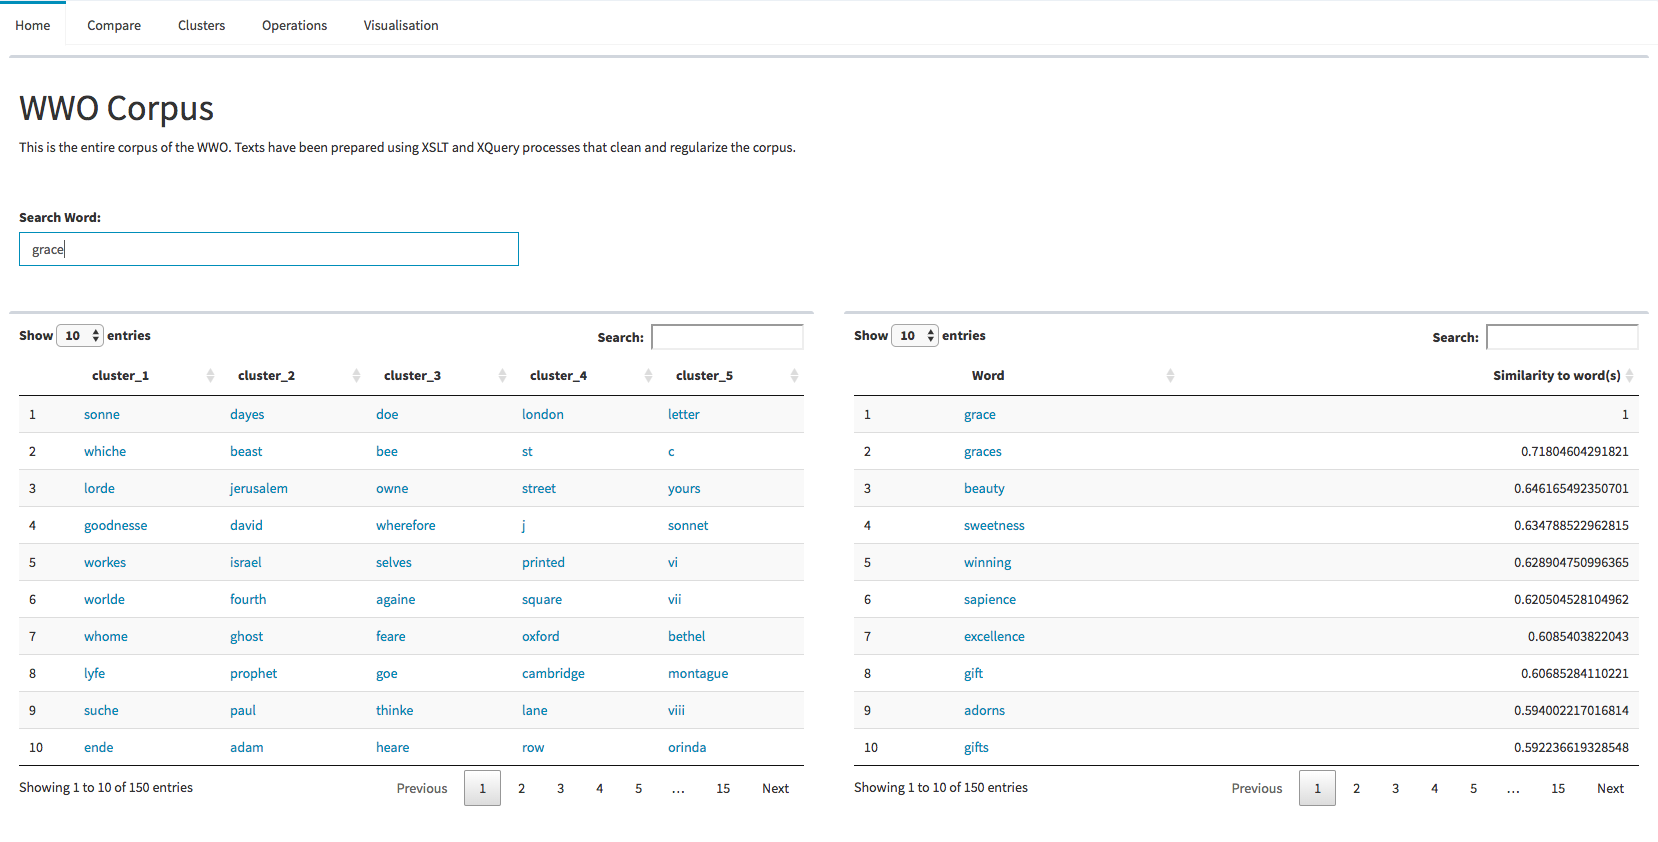 Home Compare Clusters Operations Visualisation
WWO Corpus
This is the entire corpus of the WWO. Texts have been prepared using XSLT and XQuery processes that clean and regularize the corpus.
Search Word:
grace
Show 10 entries Search:
cluster_1 cluster_2 cluster_3 cluster_4 cluster_5
1 sonne dayes doe london letter
2 whiche beast bee st c
3 lorde jerusalem owne street yours
4 goodnesse david wherefore j sonnet
5 workes israel selves printed vi
6 worlde fourth againe square vii
7 whome ghost feare oxford bethel
8 lyfe prophet goe cambridge montague
9 suche paul thinke lane viii
10 ende adam heare row orinda
Showing 1 to 10 of 150 entries Previous 1 2 3 4 5 ... 15 Next
Show 10 entries Search:
Word Similarity to word(s)
1 grace 1
2 graces 0.71804604291821
3 beauty 0.646165492350701
4 sweetness 0.634788522962815
5 winning 0.628904750996365
6 sapience 0.620504528104962
7 excellence 0.6085403822043
8 gift 0.60685284110221
9 adorns 0.594002217016814
10 gifts 0.592236619328548
Showing 1 to 10 of 150 entries Previous 1 2 3 4 5 ... 15 Next